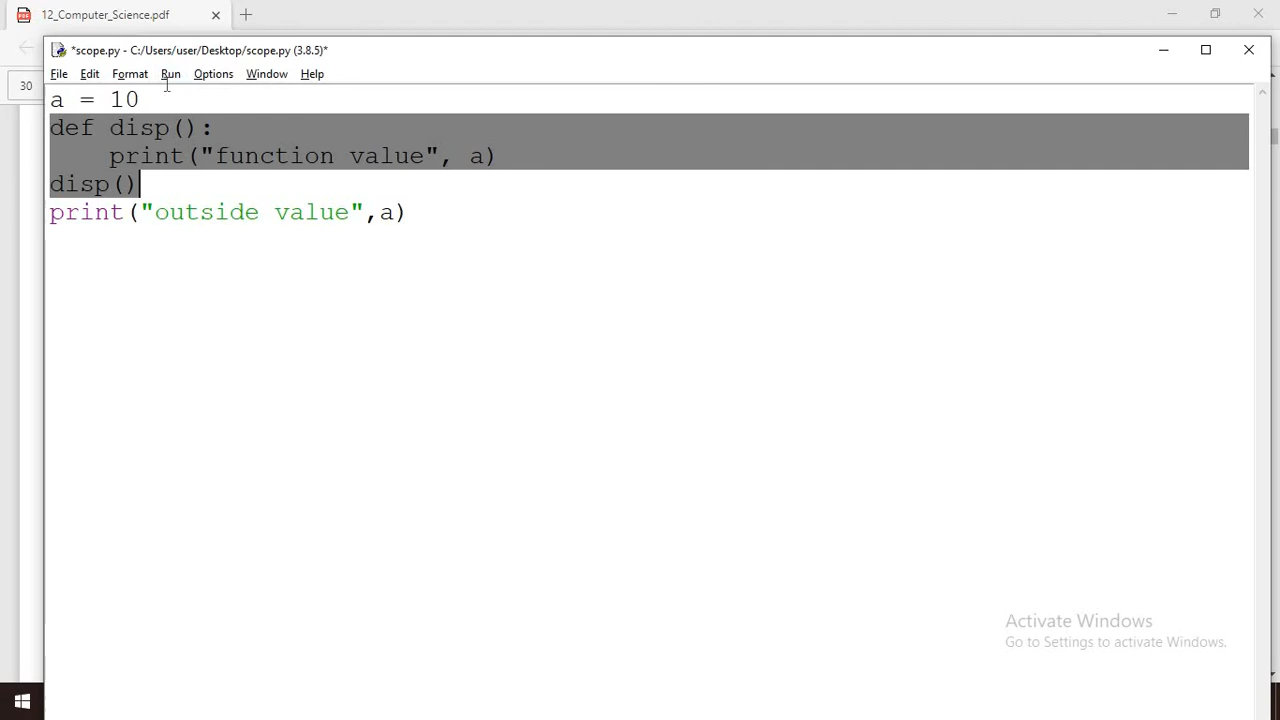 12_Computer_Science.pdf
*scope.py - C:/Users/user/Desktop/scope.py (3.8.5)*
File Edit Format Run Options Window Help
30
a = 10
def disp():
    print("function value", a)
disp()
print("outside value",a)
Activate Windows
Go to Settings to activate Windows.